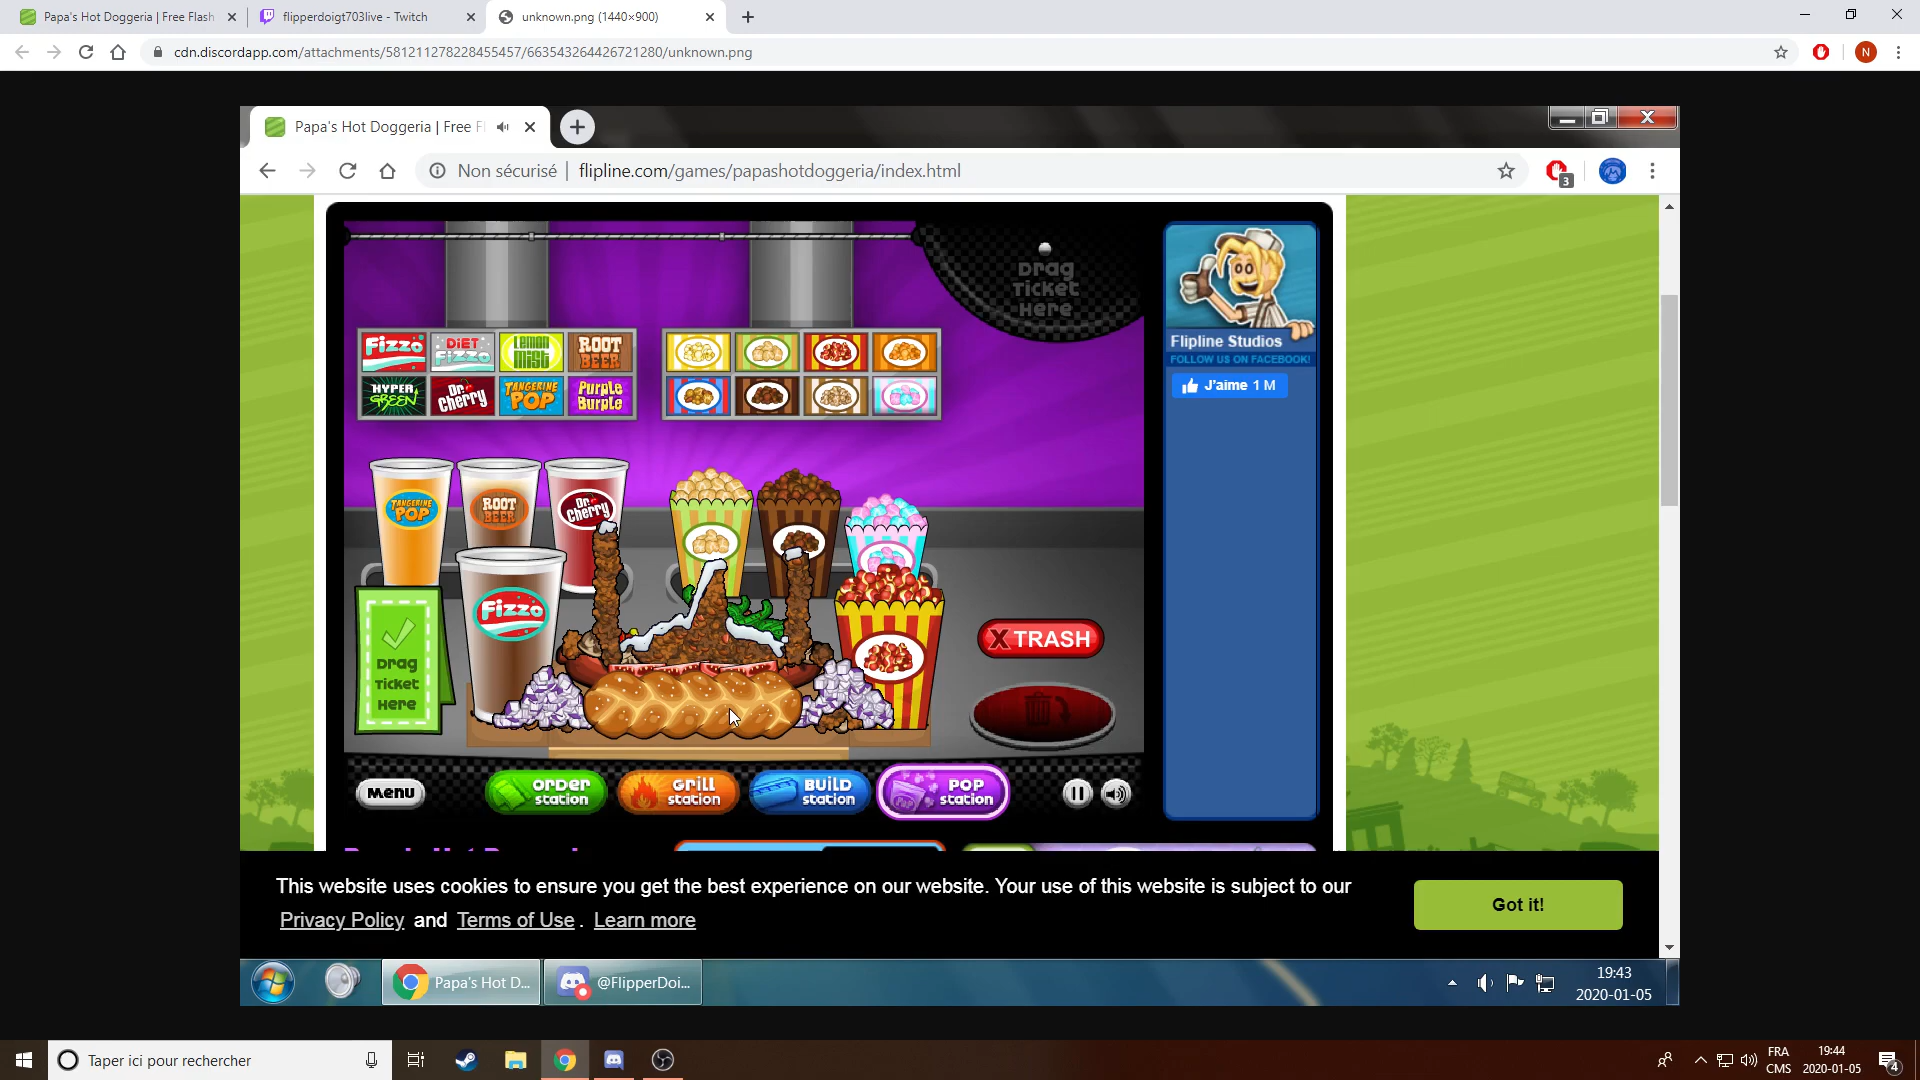 Papa's Hot Doggeria | Free Flash
flipperdoigt703live - Twitch
unknown.png (1440×900)
cdn.discordapp.com/attachments/581211278228455457/663543264426721280/unknown.png
N
Papa's Hot Doggeria | Free F
Non sécurisé
flipline.com/games/papashotdoggeria/index.html
3
Drag
Ticket
Here
Fizzo
DiET
Fizzo
Lemon
Mist
ROOT
BEER
HYPER
GREEN
Dr.
Cherry
TANGERINE
POP
Purple
Burple
Flipline Studios
FOLLOW US ON FACEBOOK!
J'aime 1 M
TANGERINE
POP
ROOT
BEER
Dr.
Cherry
Fizzo
Drag
Ticket
Here
X TRASH
Menu
Order
Station
Grill
Station
Build
Station
Pop
Station
This website uses cookies to ensure you get the best experience on our website. Your use of this website is subject to our
Privacy Policy and Terms of Use . Learn more
Got it!
Papa's Hot D...
@FlipperDoi...
19:43
2020-01-05
Taper ici pour rechercher
FRA
CMS
19:44
2020-01-05
4